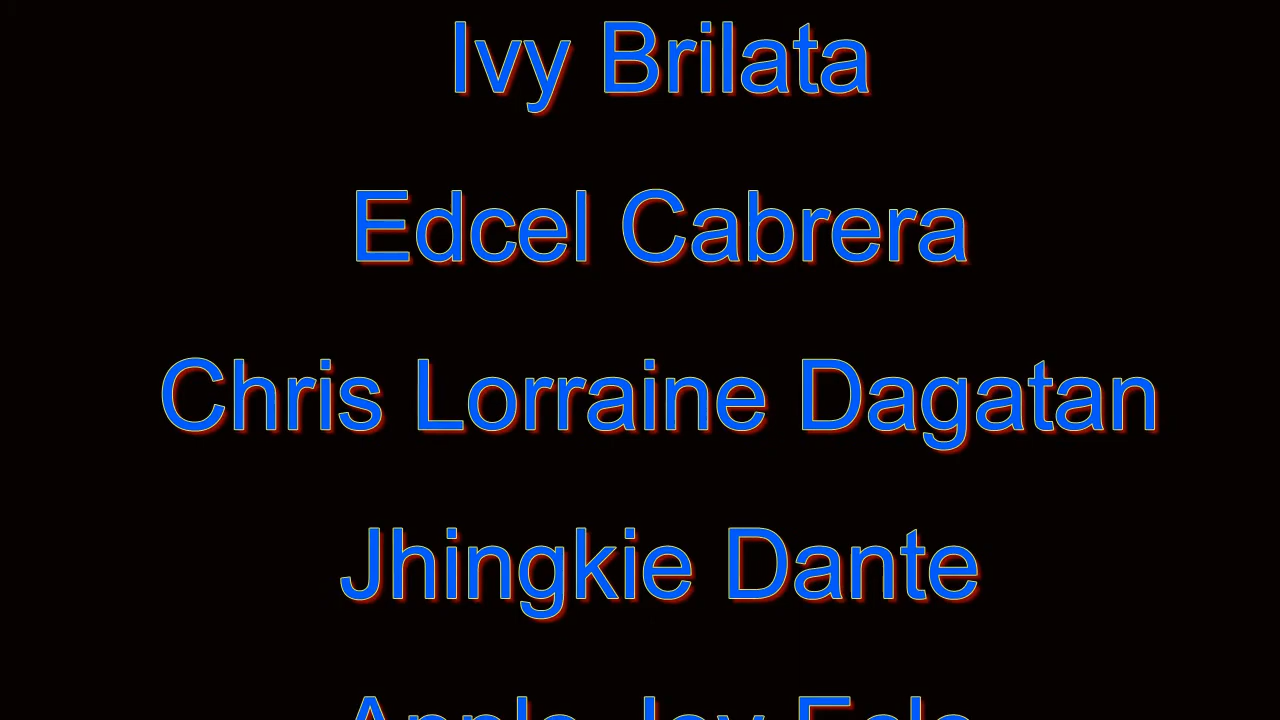 Ivy Brilata
Edcel Cabrera
Chris Lorraine Dagatan
Jhingkie Dante